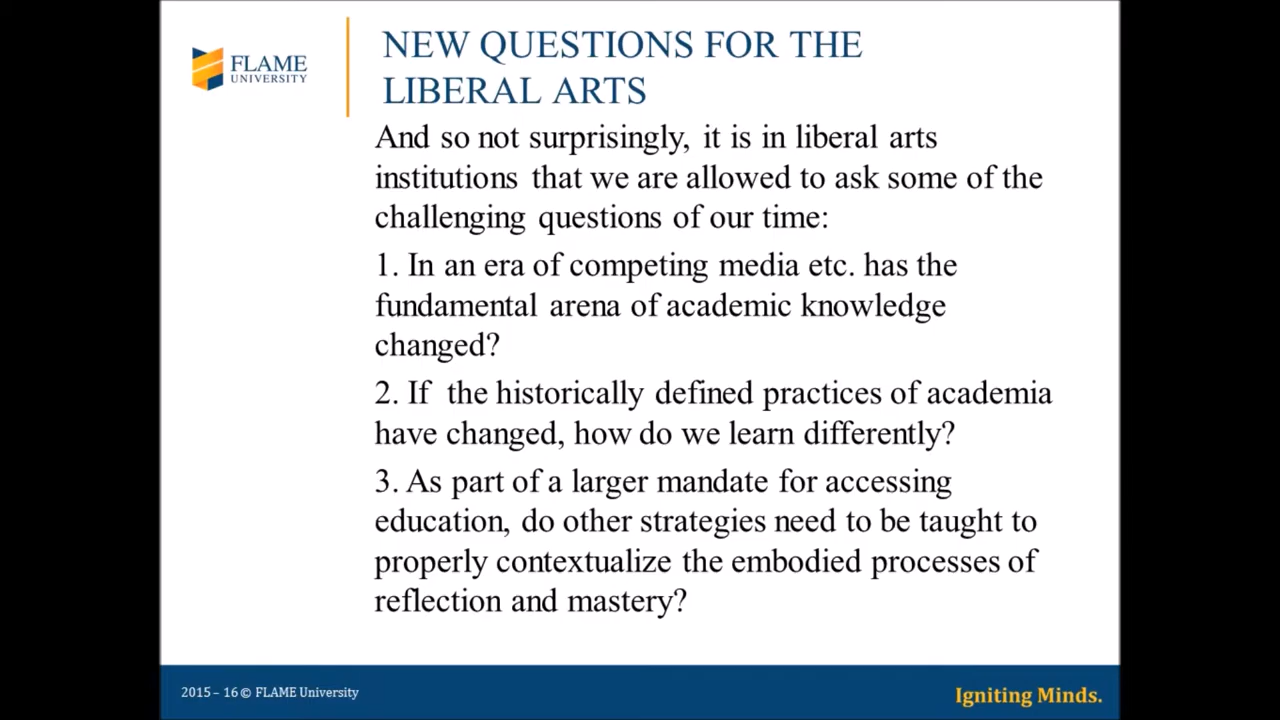 FLAME
UNIVERSITY
NEW QUESTIONS FOR THE
LIBERAL ARTS
And so not surprisingly, it is in liberal arts
institutions that we are allowed to ask some of the
challenging questions of our time:
1. In an era of competing media etc. has the
fundamental arena of academic knowledge
changed?
2. If the historically defined practices of academia
have changed, how do we learn differently?
3. As part of a larger mandate for accessing
education, do other strategies need to be taught to
properly contextualize the embodied processes of
reflection and mastery?
2015 – 16 © FLAME University
Igniting Minds.